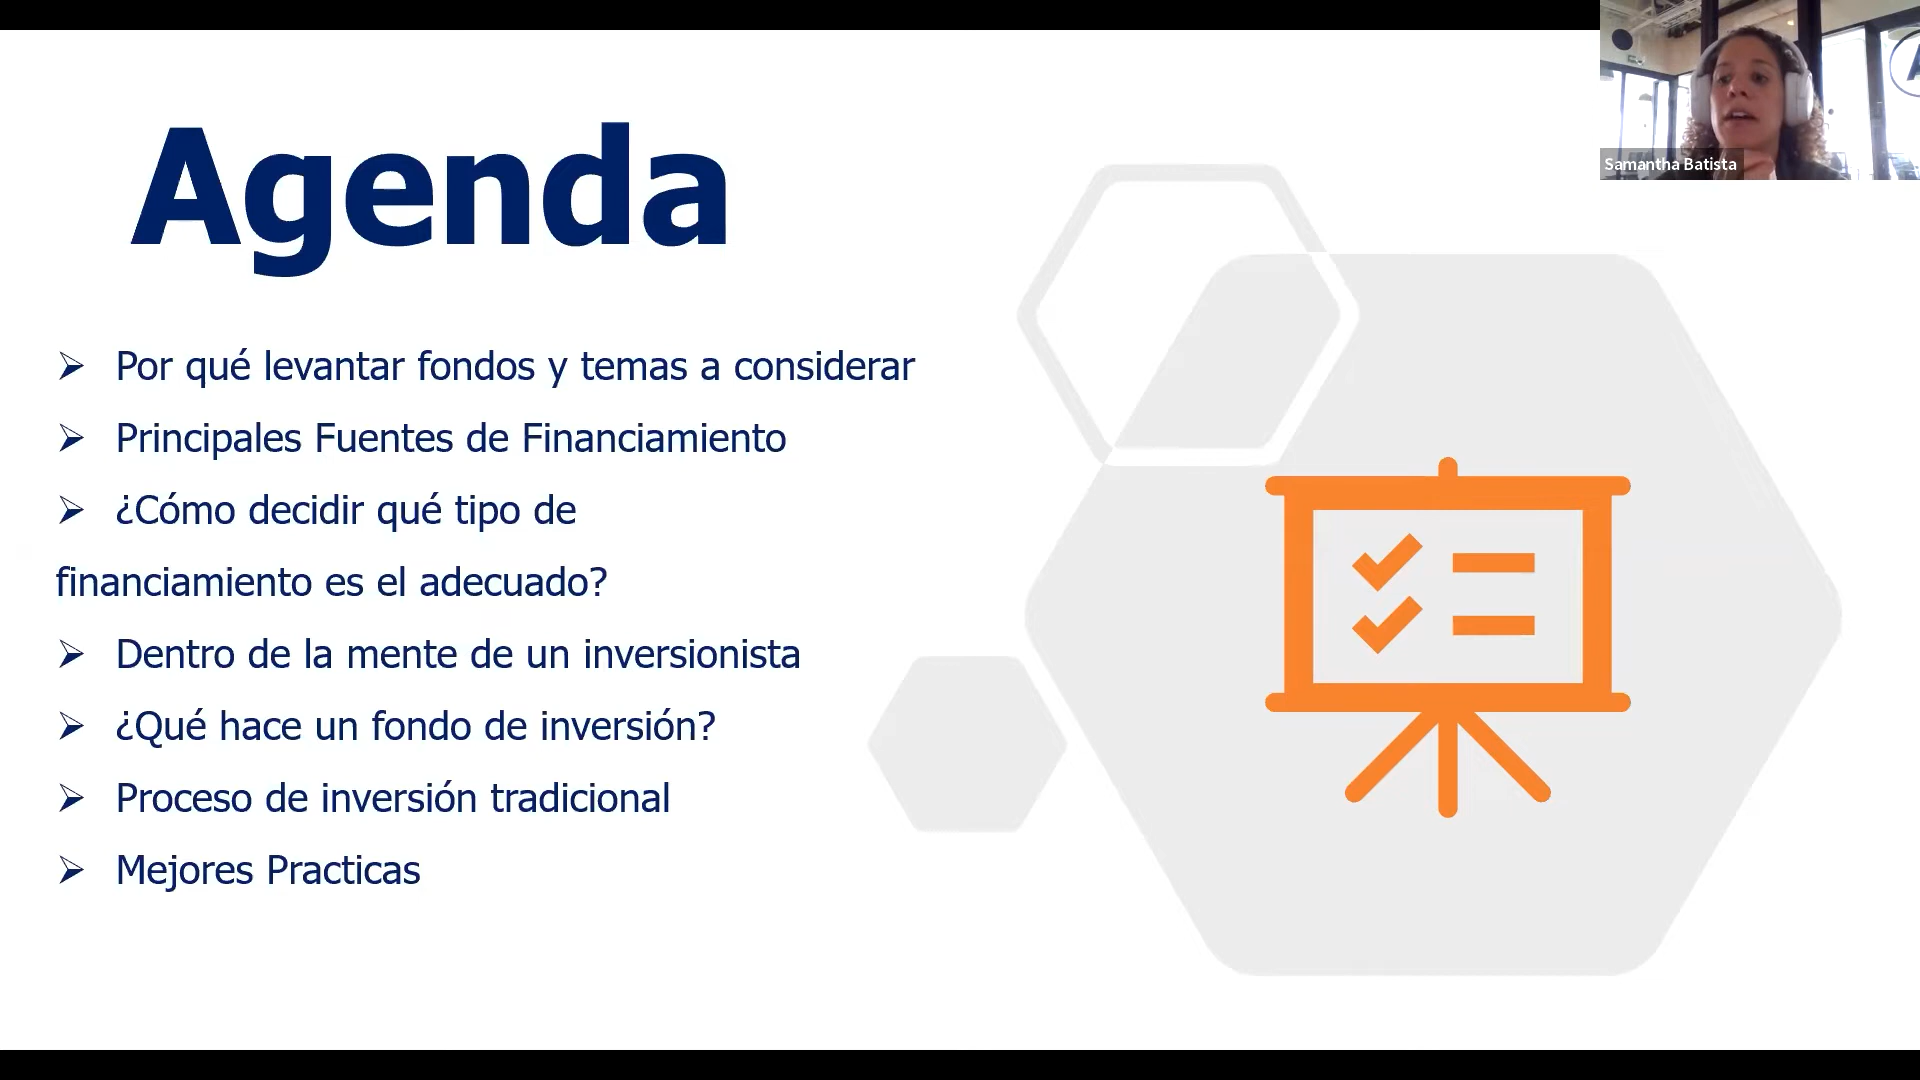 Agenda
Samantha Batista
➢ Por qué levantar fondos y temas a considerar
➢ Principales Fuentes de Financiamiento
➢ ¿Cómo decidir qué tipo de
financiamiento es el adecuado?
➢ Dentro de la mente de un inversionista
➢ ¿Qué hace un fondo de inversión?
➢ Proceso de inversión tradicional
➢ Mejores Practicas